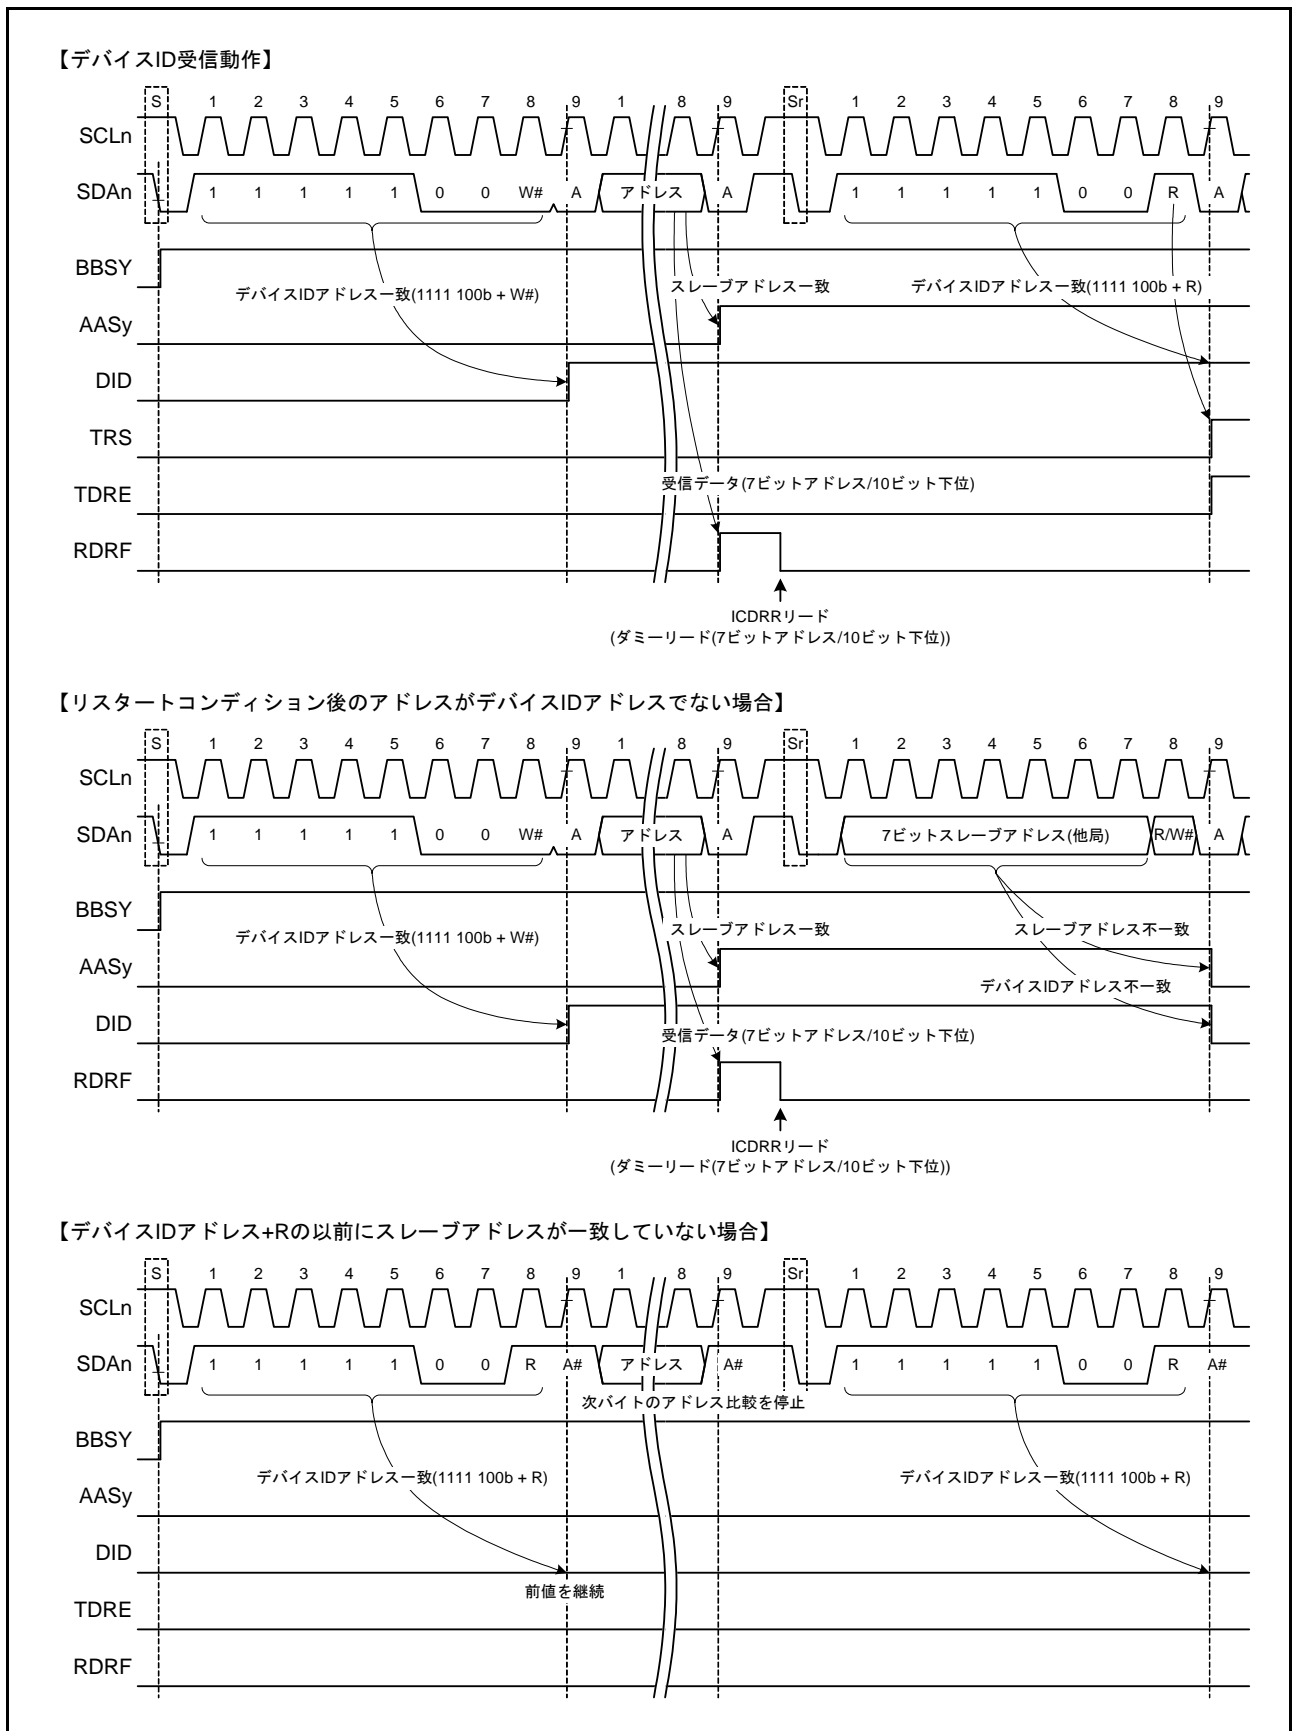 【デバイスID受信動作】
S 1 2 3 4 5 6 7 8 9 1 8 9 Sr 1 2 3 4 5 6 7 8 9
SCLn
SDAn 1 1 1 1 1 0 0 W# A アドレス A 1 1 1 1 1 0 0 R A
BBSY
デバイスIDアドレス一致(1111 100b + W#) スレーブアドレス一致 デバイスIDアドレス一致(1111 100b + R)
AASy
DID
TRS
受信データ(7ビットアドレス/10ビット下位)
TDRE
RDRF
ICDRRリード
(ダミーリード(7ビットアドレス/10ビット下位))
【リスタートコンディション後のアドレスがデバイスIDアドレスでない場合】
S 1 2 3 4 5 6 7 8 9 1 8 9 Sr 1 2 3 4 5 6 7 8 9
SCLn
SDAn 1 1 1 1 1 0 0 W# A アドレス A 7ビットスレーブアドレス(他局) R/W# A
BBSY
デバイスIDアドレス一致(1111 100b + W#) スレーブアドレス一致 スレーブアドレス不一致
AASy
デバイスIDアドレス不一致
DID
受信データ(7ビットアドレス/10ビット下位)
RDRF
ICDRRリード
(ダミーリード(7ビットアドレス/10ビット下位))
【デバイスIDアドレス+Rの以前にスレーブアドレスが一致していない場合】
S 1 2 3 4 5 6 7 8 9 1 8 9 Sr 1 2 3 4 5 6 7 8 9
SCLn
SDAn 1 1 1 1 1 0 0 R A# アドレス A# 1 1 1 1 1 0 0 R A#
次バイトのアドレス比較を停止
BBSY
デバイスIDアドレス一致(1111 100b + R) デバイスIDアドレス一致(1111 100b + R)
AASy
DID
前値を継続
TDRE
RDRF